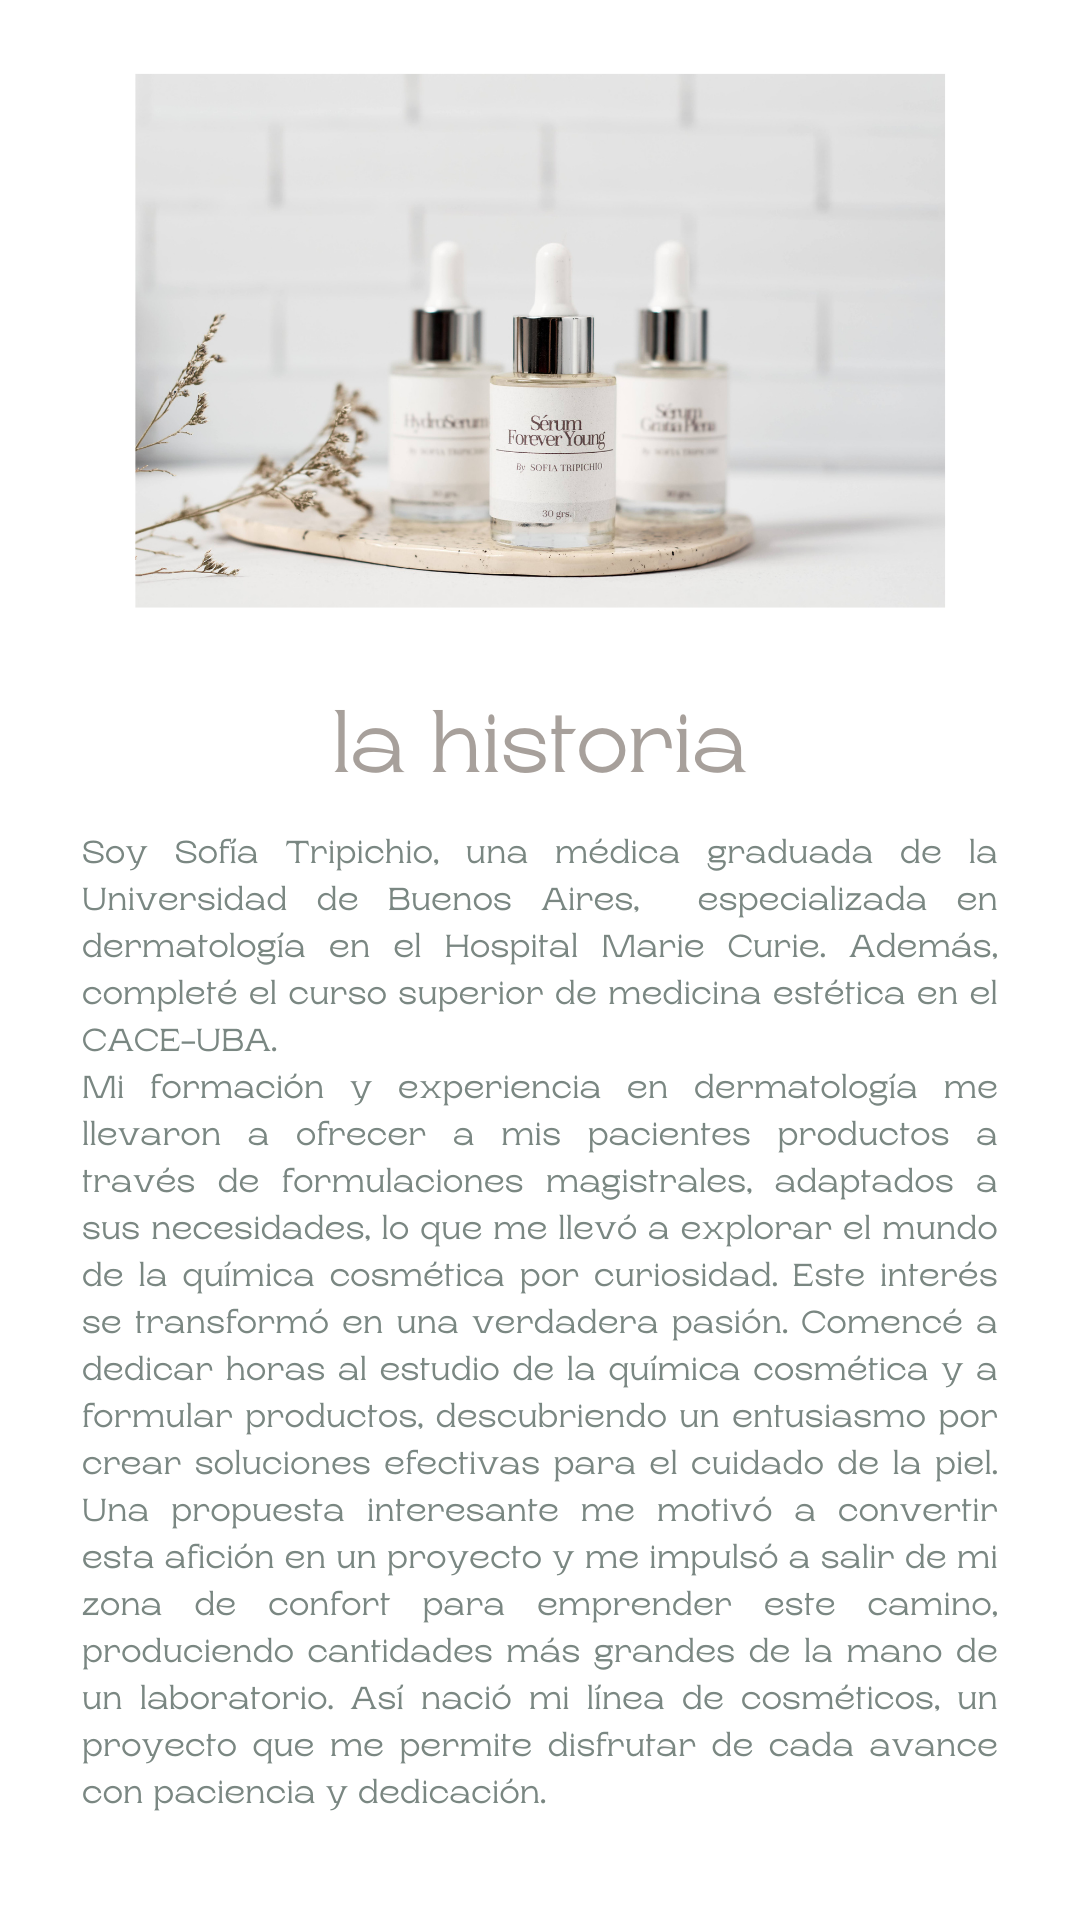 HydroSerum
By SOFIA TRIPICHIO
30 grs.
Sérum
Forever Young
By SOFIA TRIPICHIO
30 grs.
Sérum
Gratia Plena
By SOFIA TRIPICHIO
30 grs.
la historia
Soy Sofía Tripichio, una médica graduada de la
Universidad de Buenos Aires, especializada en
dermatología en el Hospital Marie Curie. Además,
completé el curso superior de medicina estética en el
CACE-UBA.
Mi formación y experiencia en dermatología me
llevaron a ofrecer a mis pacientes productos a
través de formulaciones magistrales, adaptados a
sus necesidades, lo que me llevó a explorar el mundo
de la química cosmética por curiosidad. Este interés
se transformó en una verdadera pasión. Comencé a
dedicar horas al estudio de la química cosmética y a
formular productos, descubriendo un entusiasmo por
crear soluciones efectivas para el cuidado de la piel.
Una propuesta interesante me motivó a convertir
esta afición en un proyecto y me impulsó a salir de mi
zona de confort para emprender este camino,
produciendo cantidades más grandes de la mano de
un laboratorio. Así nació mi línea de cosméticos, un
proyecto que me permite disfrutar de cada avance
con paciencia y dedicación.